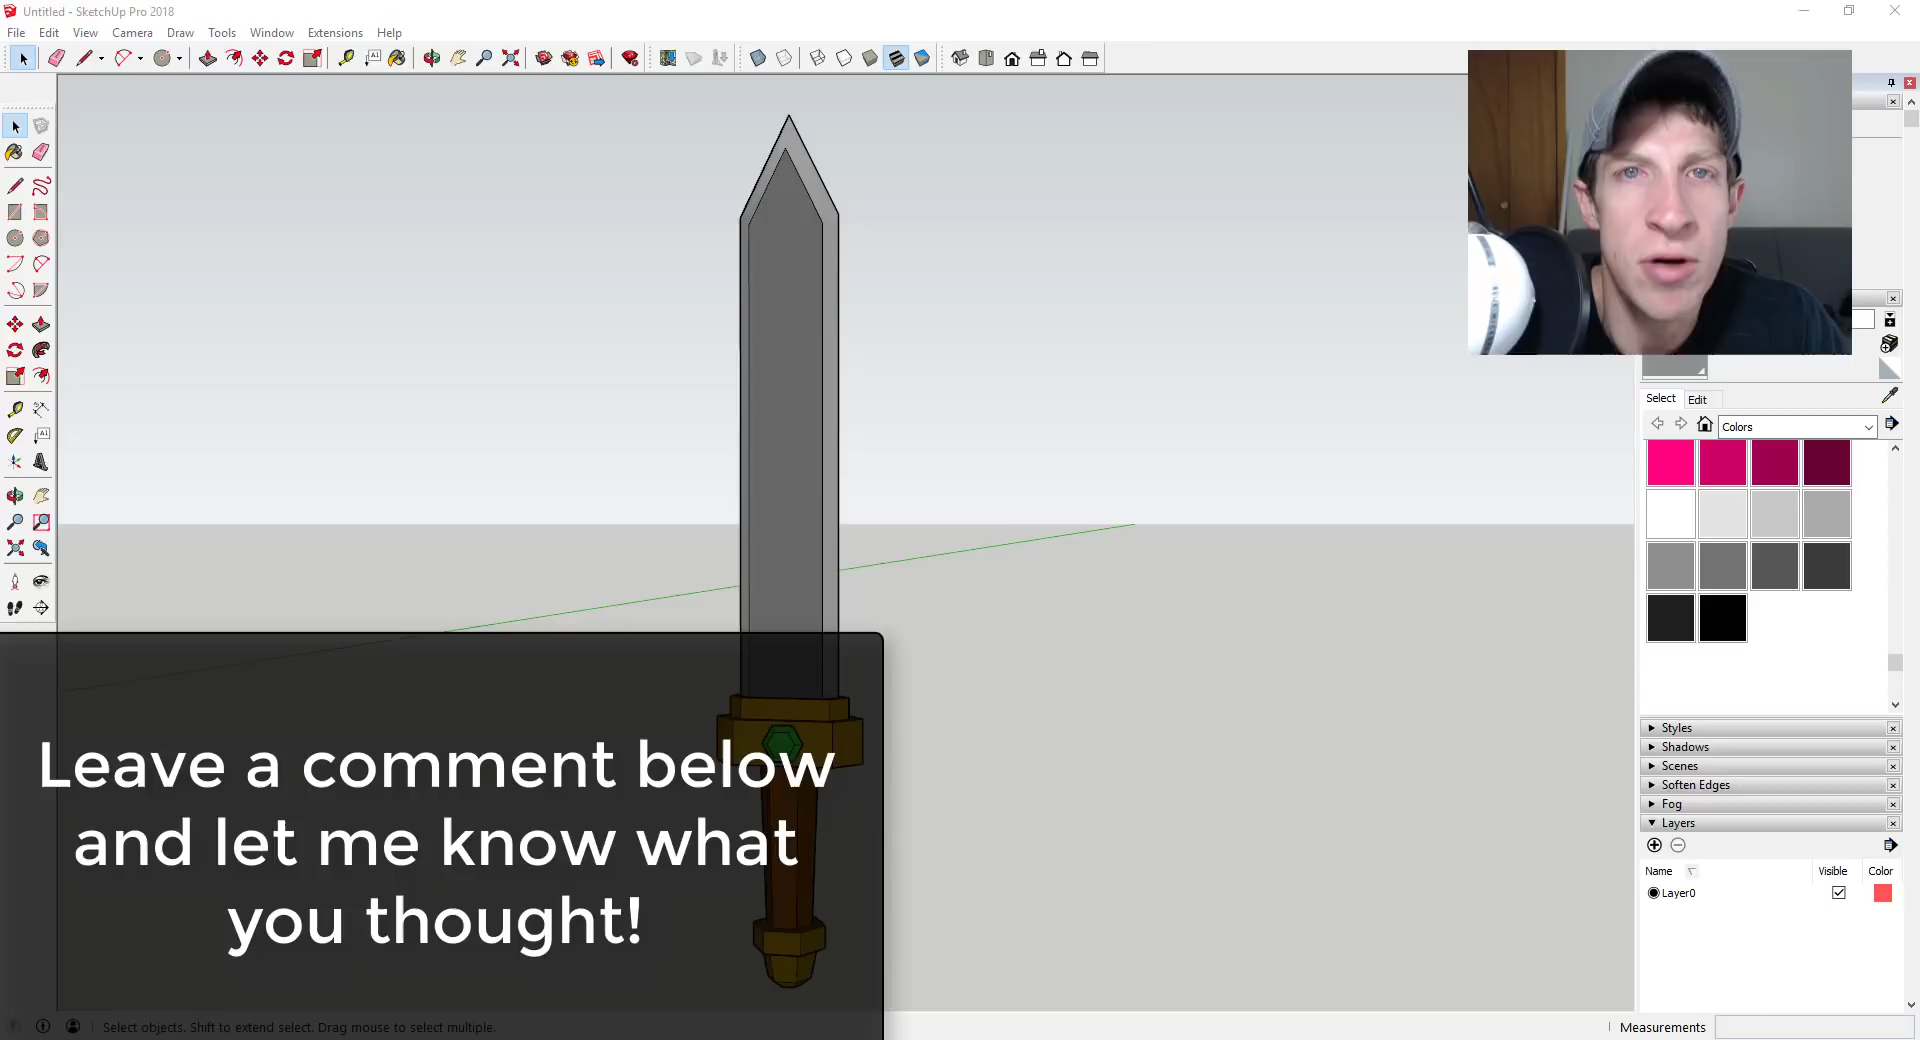 Untitled - SketchUp Pro 2018
File Edit View Camera Draw Tools Window Extensions Help
Select Edit
Colors
Styles
Shadows
Scenes
Soften Edges
Fog
Layers
Name Visible Color
Layer0
Leave a comment below
and let me know what
you thought!
Select objects. Shift to extend select. Drag mouse to select multiple.
Measurements